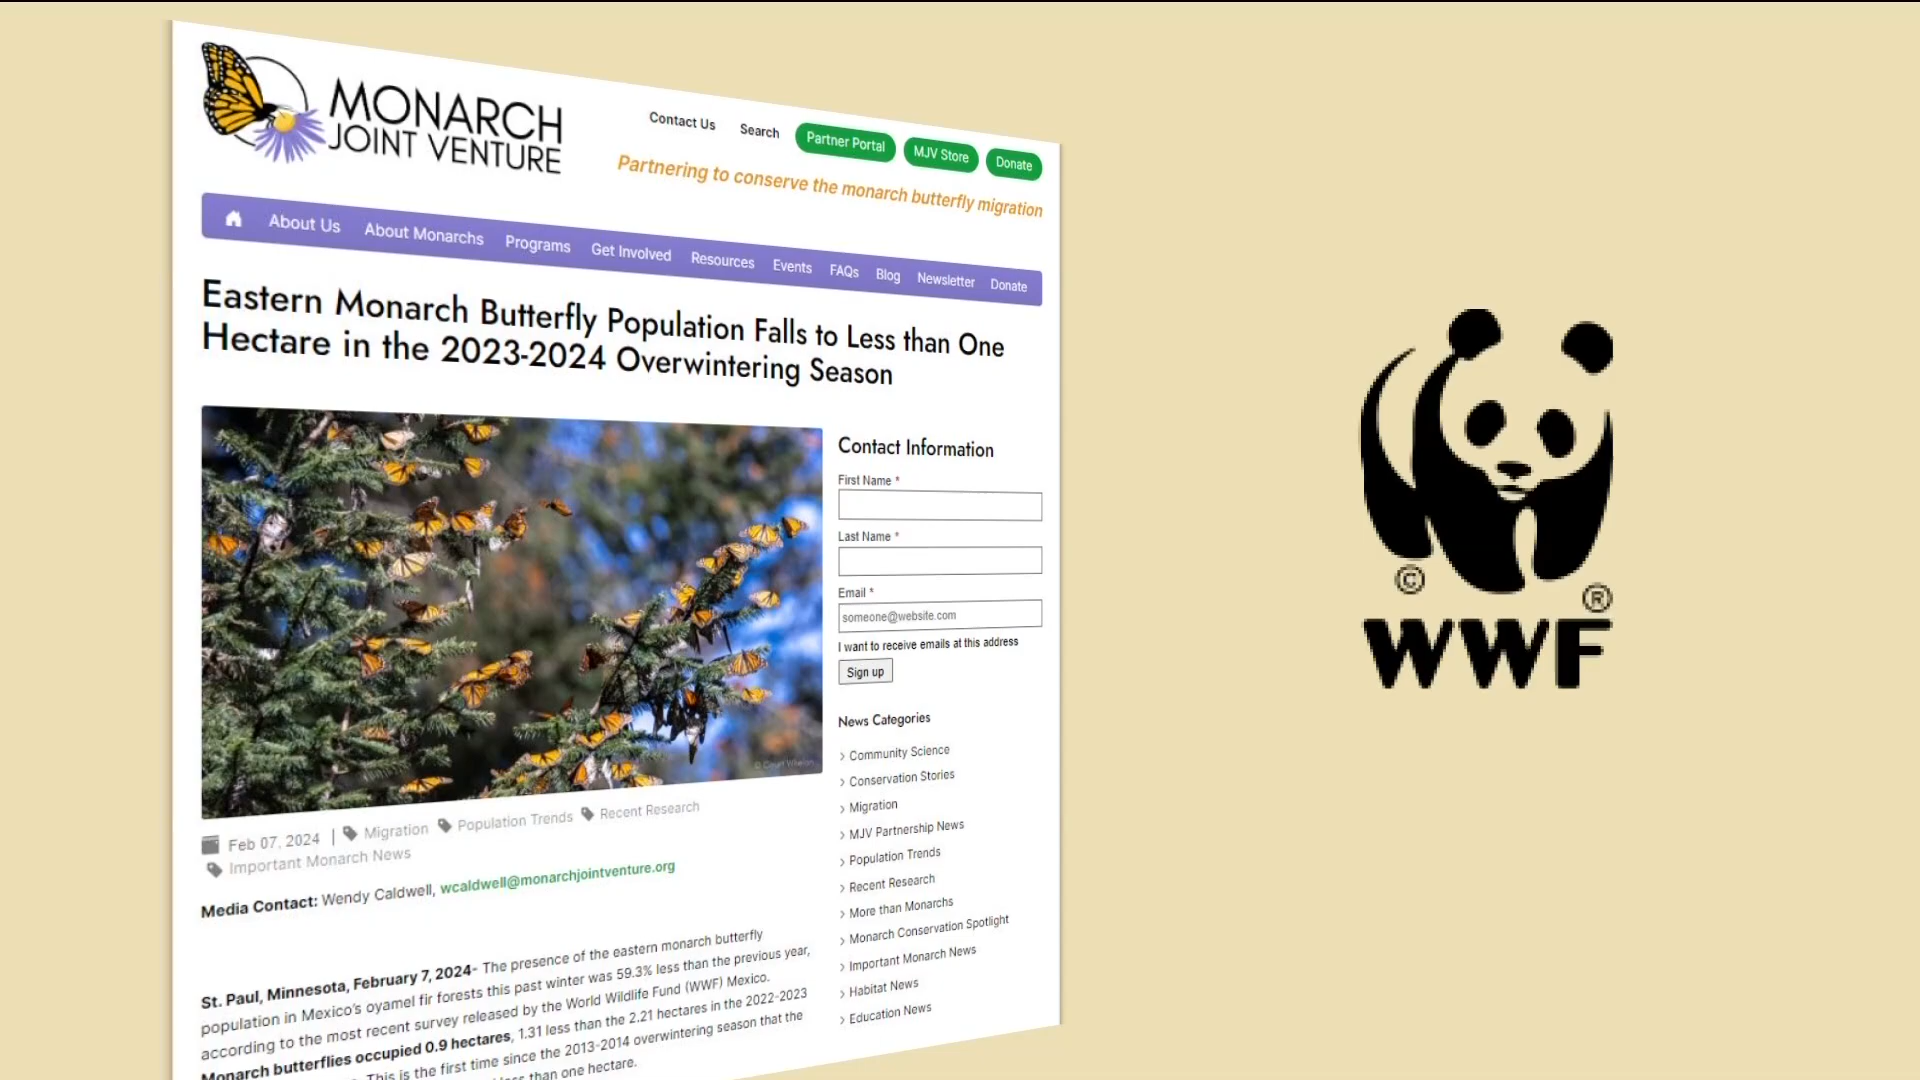 MONARCH
JOINT VENTURE
Contact Us
Search
Partner Portal
MJV Store
Donate
Partnering to conserve the monarch butterfly migration
About Us
About Monarchs
Programs
Get Involved
Resources
Events
FAQs
Blog
Newsletter
Donate
Eastern Monarch Butterfly Population Falls to Less than One
Hectare in the 2023-2024 Overwintering Season
© Court Whelan
Feb 07, 2024 | Migration Population Trends Recent Research
Important Monarch News
Media Contact: Wendy Caldwell, wcaldwell@monarchjointventure.org
St. Paul, Minnesota, February 7, 2024- The presence of the eastern monarch butterfly
population in Mexico's oyamel fir forests this past winter was 59.3% less than the previous year,
according to the most recent survey released by the World Wildlife Fund (WWF) Mexico.
Monarch butterflies occupied 0.9 hectares, 1.31 less than the 2.21 hectares in the 2022-2023
This is the first time since the 2013-2014 overwintering season that the
less than one hectare.
Contact Information
First Name *
Last Name *
Email *
someone@website.com
I want to receive emails at this address
Sign up
News Categories
> Community Science
> Conservation Stories
> Migration
> MJV Partnership News
> Population Trends
> Recent Research
> More than Monarchs
> Monarch Conservation Spotlight
> Important Monarch News
> Habitat News
> Education News
©
®
WWF